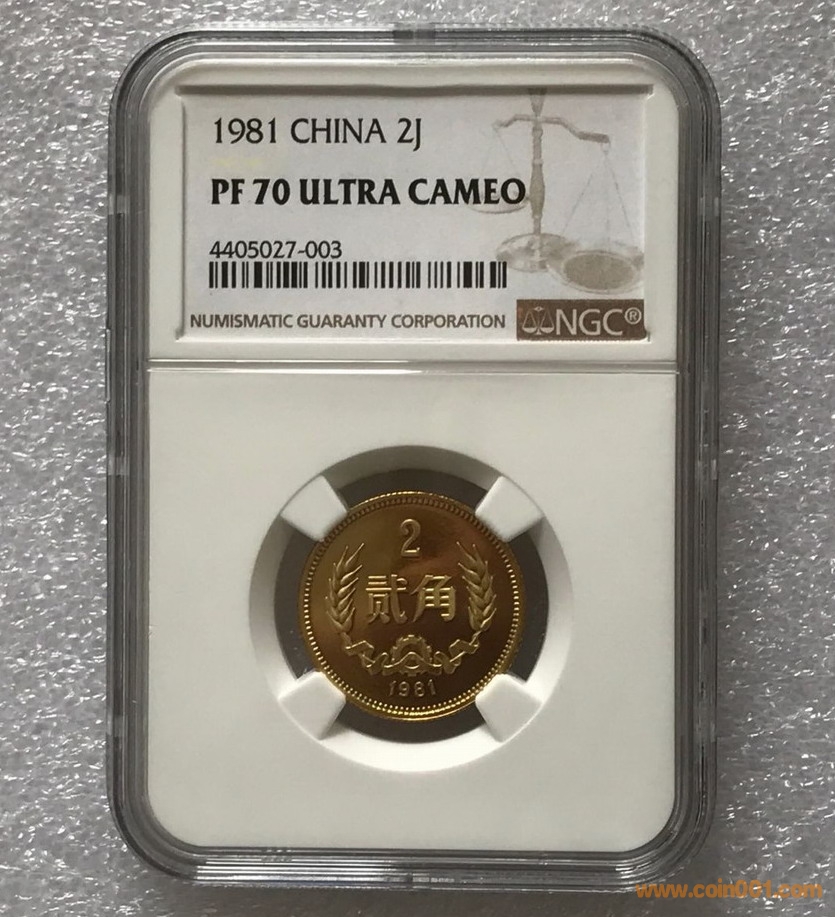 1981 CHINA 2J
PF 70 ULTRA CAMEO
4405027-003
NUMISMATIC GUARANTY CORPORATION NGC®
2
贰角
1981
www.coin001.com